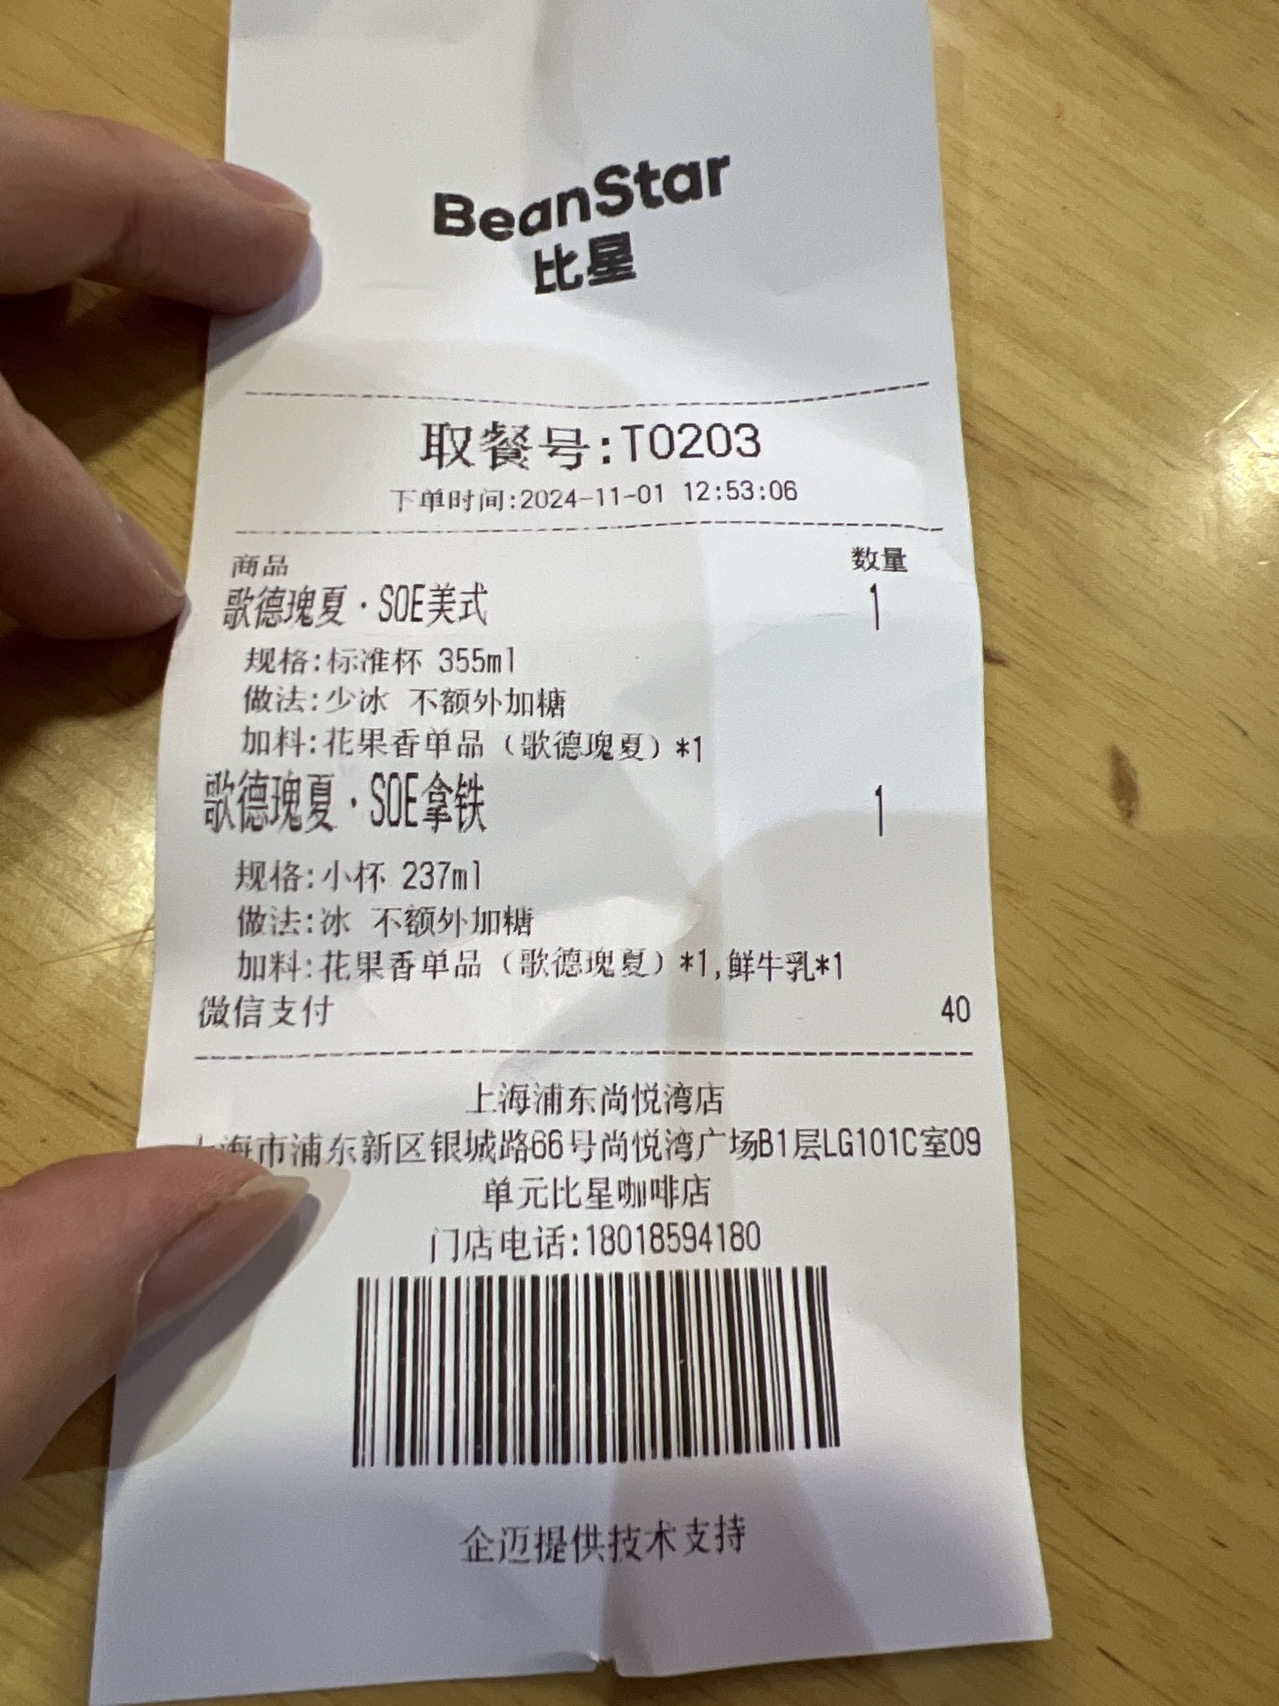 BeanStar
比星
取餐号:T0203
下单时间:2024-11-01 12:53:06
商品 数量
歌德瑰夏·SOE美式 1
规格:标准杯 355ml
做法:少冰 不额外加糖
加料:花果香单品（歌德瑰夏）*1
歌德瑰夏·SOE拿铁 1
规格:小杯 237ml
做法:冰 不额外加糖
加料:花果香单品（歌德瑰夏）*1,鲜牛乳*1
微信支付 40
上海浦东尚悦湾店
上海市浦东新区银城路66号尚悦湾广场B1层LG101C室09
单元比星咖啡店
门店电话:18018594180
企迈提供技术支持